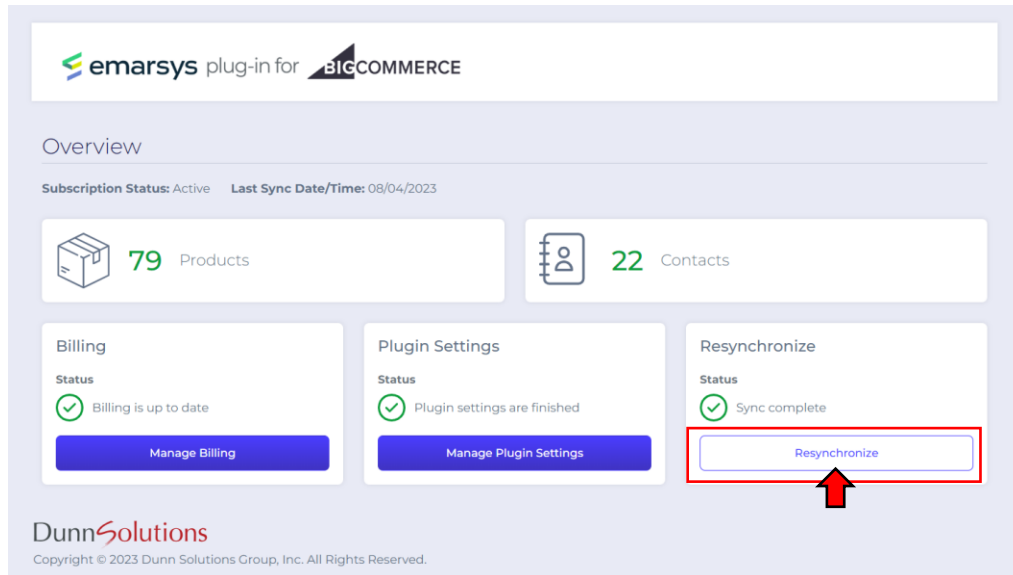 emarsys plug-in for BIGCOMMERCE
Overview
Subscription Status: Active Last Sync Date/Time: 08/04/2023
79 Products
22 Contacts
Billing
Status
Billing is up to date
Manage Billing
Plugin Settings
Status
Plugin settings are finished
Manage Plugin Settings
Resynchronize
Status
Sync complete
Resynchronize
DunnSolutions
Copyright © 2023 Dunn Solutions Group, Inc. All Rights Reserved.